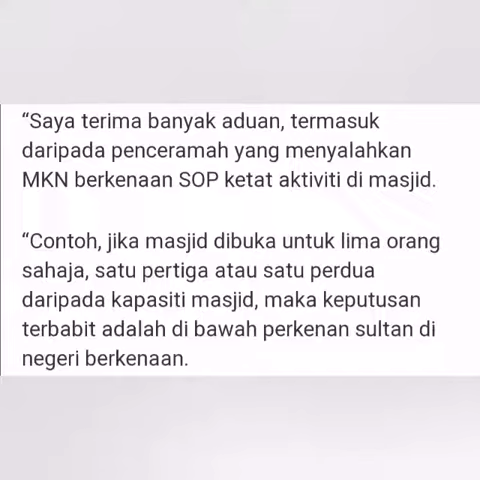 “Saya terima banyak aduan, termasuk
daripada penceramah yang menyalahkan
MKN berkenaan SOP ketat aktiviti di masjid.
“Contoh, jika masjid dibuka untuk lima orang
sahaja, satu pertiga atau satu perdua
daripada kapasiti masjid, maka keputusan
terbabit adalah di bawah perkenan sultan di
negeri berkenaan.